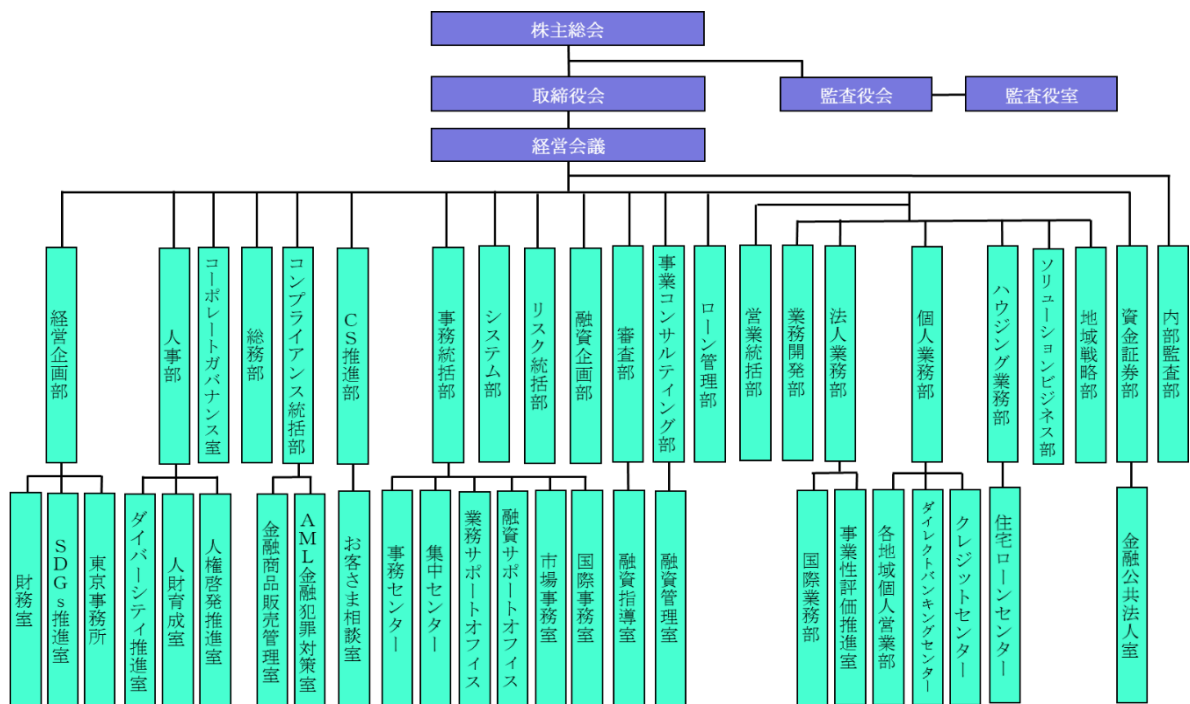 株主総会
取締役会
監査役会
監査役室
経営会議
経営企画部
人事部
コーポレートガバナンス室
総務部
コンプライアンス統括部
CS推進部
事務統括部
システム部
リスク統括部
融資企画部
審査部
事業コンサルティング部
ローン管理部
営業統括部
業務開発部
法人業務部
個人業務部
ハウジング業務部
ソリューションビジネス部
地域戦略部
資金証券部
内部監査部
財務室
SDGs推進室
東京事務所
ダイバーシティ推進室
人財育成室
人権啓発推進室
金融商品販売管理室
AML金融犯罪対策室
お客さま相談室
事務センター
集中センター
業務サポートオフィス
融資サポートオフィス
市場事務室
国際事務室
融資指導室
融資管理室
国際業務部
事業性評価推進室
各地域個人営業部
ダイレクトバンキングセンター
クレジットセンター
住宅ローンセンター
金融公共法人室